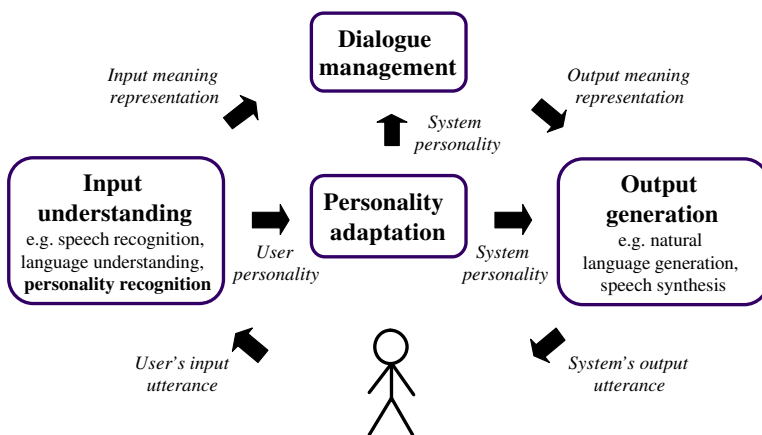 Dialogue
management
Input meaning
representation
Output meaning
representation
System
personality
Input
understanding
e.g. speech recognition,
language understanding,
personality recognition
Personality
adaptation
Output
generation
e.g. natural
language generation,
speech synthesis
User
personality
System
personality
User's input
utterance
System's output
utterance